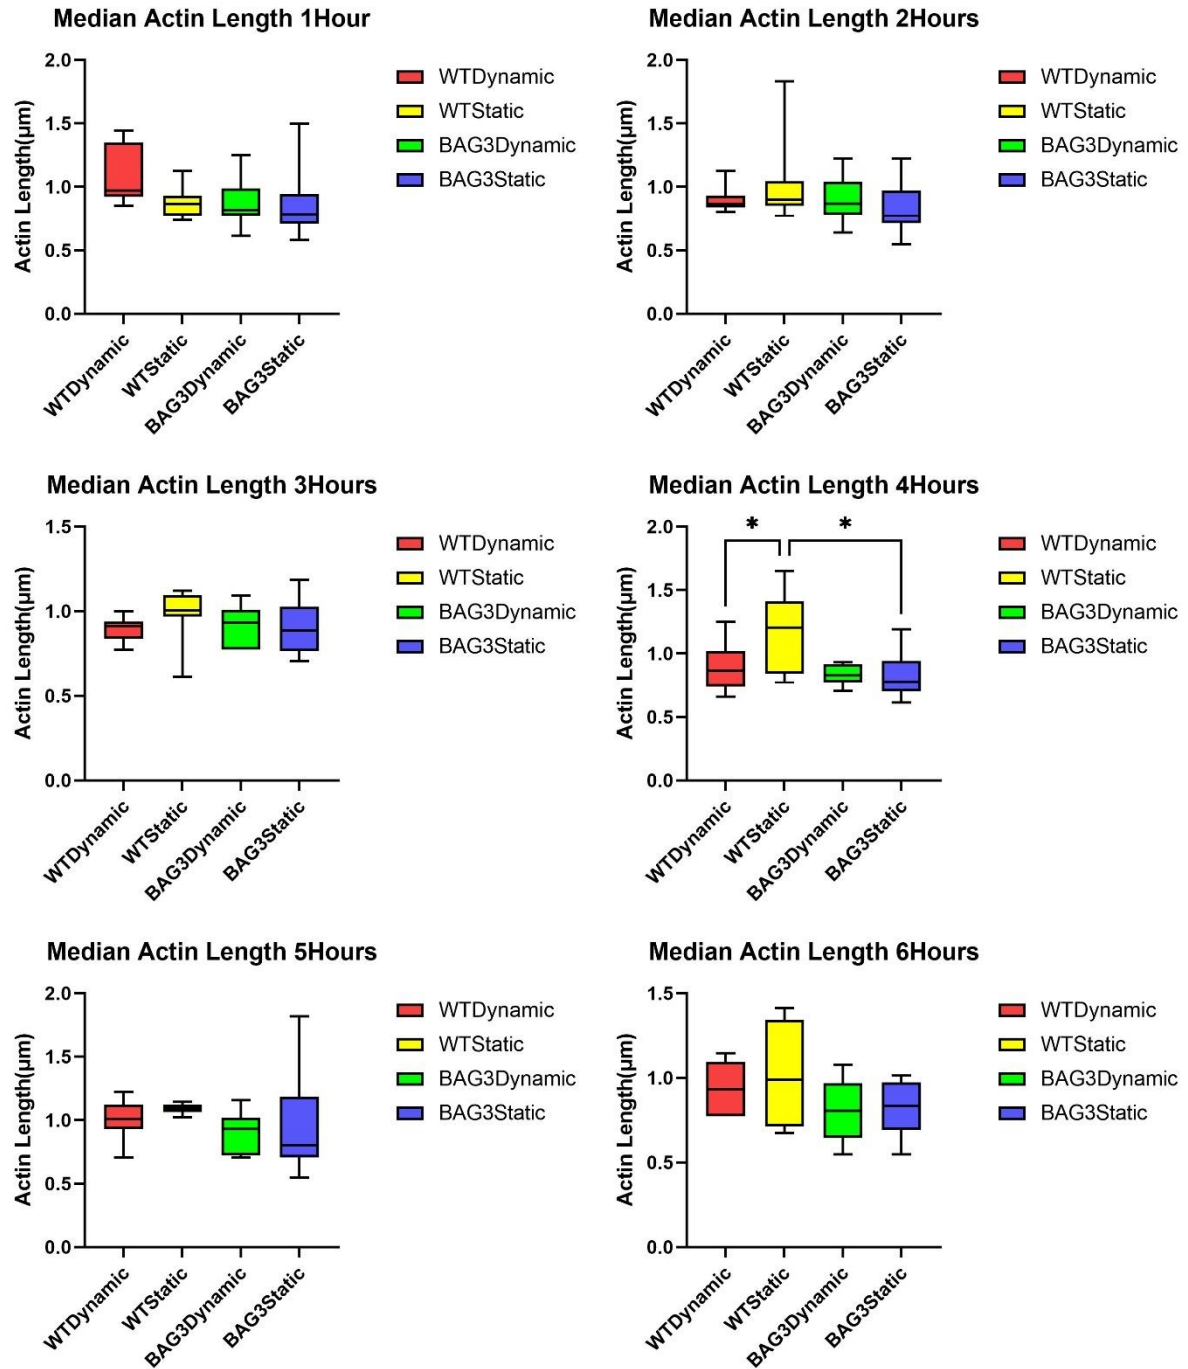 Median Actin Length 1Hour
Actin Length(µm)
2.0
1.5
1.0
0.5
0.0
WTDynamic
WTStatic
BAG3Dynamic
BAG3Static
WTDynamic
WTStatic
BAG3Dynamic
BAG3Static
Median Actin Length 2Hours
Actin Length(µm)
2.0
1.5
1.0
0.5
0.0
WTDynamic
WTStatic
BAG3Dynamic
BAG3Static
WTDynamic
WTStatic
BAG3Dynamic
BAG3Static
Median Actin Length 3Hours
Actin Length(µm)
1.5
1.0
0.5
0.0
WTDynamic
WTStatic
BAG3Dynamic
BAG3Static
WTDynamic
WTStatic
BAG3Dynamic
BAG3Static
Median Actin Length 4Hours
Actin Length(µm)
2.0
1.5
1.0
0.5
0.0
* *
WTDynamic
WTStatic
BAG3Dynamic
BAG3Static
WTDynamic
WTStatic
BAG3Dynamic
BAG3Static
Median Actin Length 5Hours
Actin Length(µm)
2.0
1.5
1.0
0.5
0.0
WTDynamic
WTStatic
BAG3Dynamic
BAG3Static
WTDynamic
WTStatic
BAG3Dynamic
BAG3Static
Median Actin Length 6Hours
Actin Length(µm)
1.5
1.0
0.5
0.0
WTDynamic
WTStatic
BAG3Dynamic
BAG3Static
WTDynamic
WTStatic
BAG3Dynamic
BAG3Static